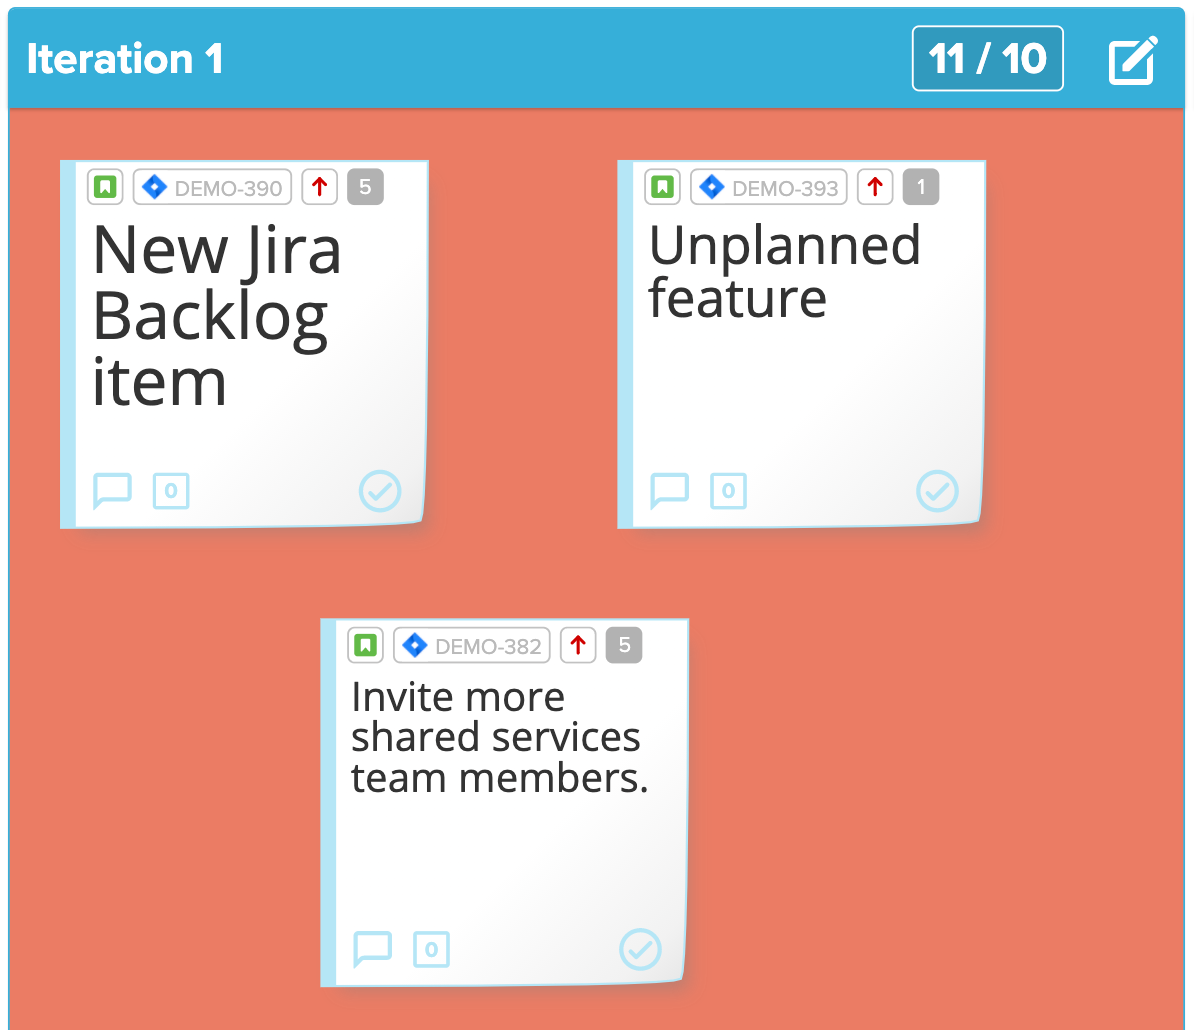 Iteration 1
11 / 10
DEMO-390
5
New Jira
Backlog
item
0
DEMO-393
1
Unplanned
feature
0
DEMO-382
5
Invite more
shared services
team members.
0